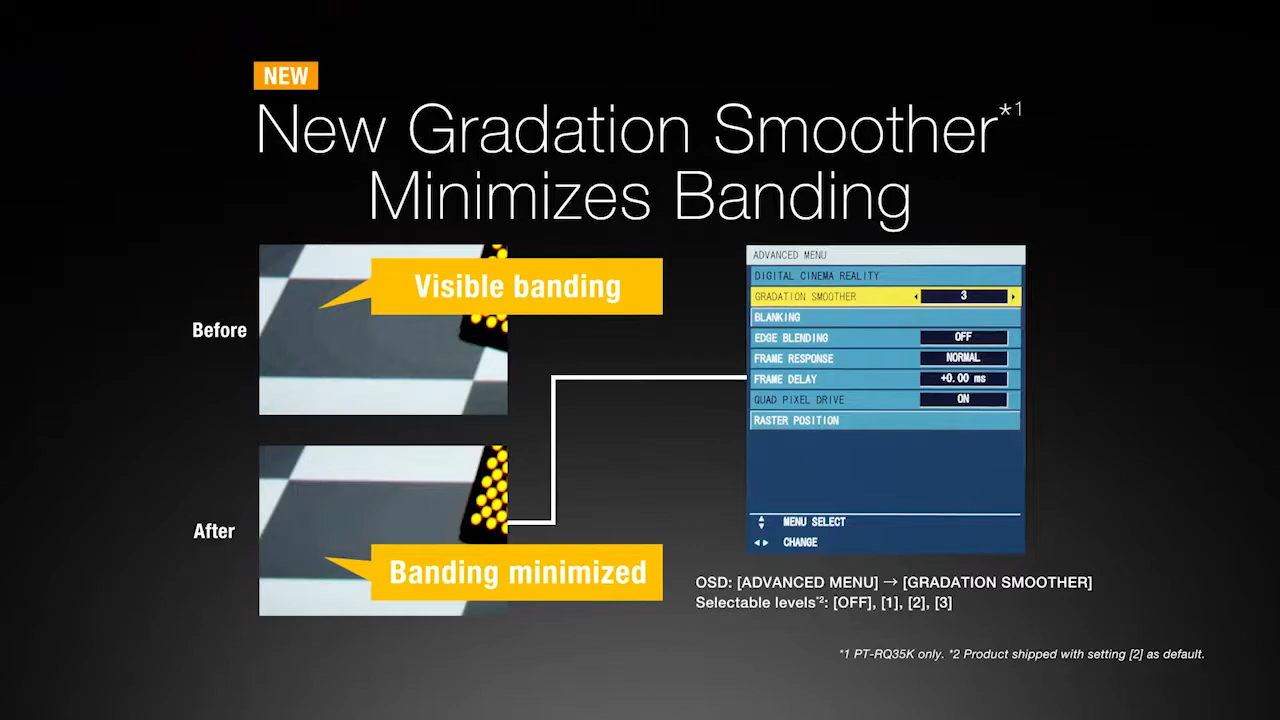 NEW
New Gradation Smoother*1
Minimizes Banding
Visible banding
Before
After
Banding minimized
ADVANCED MENU
DIGITAL CINEMA REALITY
GRADATION SMOOTHER 3
BLANKING
EDGE BLENDING OFF
FRAME RESPONSE NORMAL
FRAME DELAY +0.00 ms
QUAD PIXEL DRIVE ON
RASTER POSITION
MENU SELECT
CHANGE
OSD: [ADVANCED MENU] → [GRADATION SMOOTHER]
Selectable levels*2: [OFF], [1], [2], [3]
*1 PT-RQ35K only. *2 Product shipped with setting [2] as default.